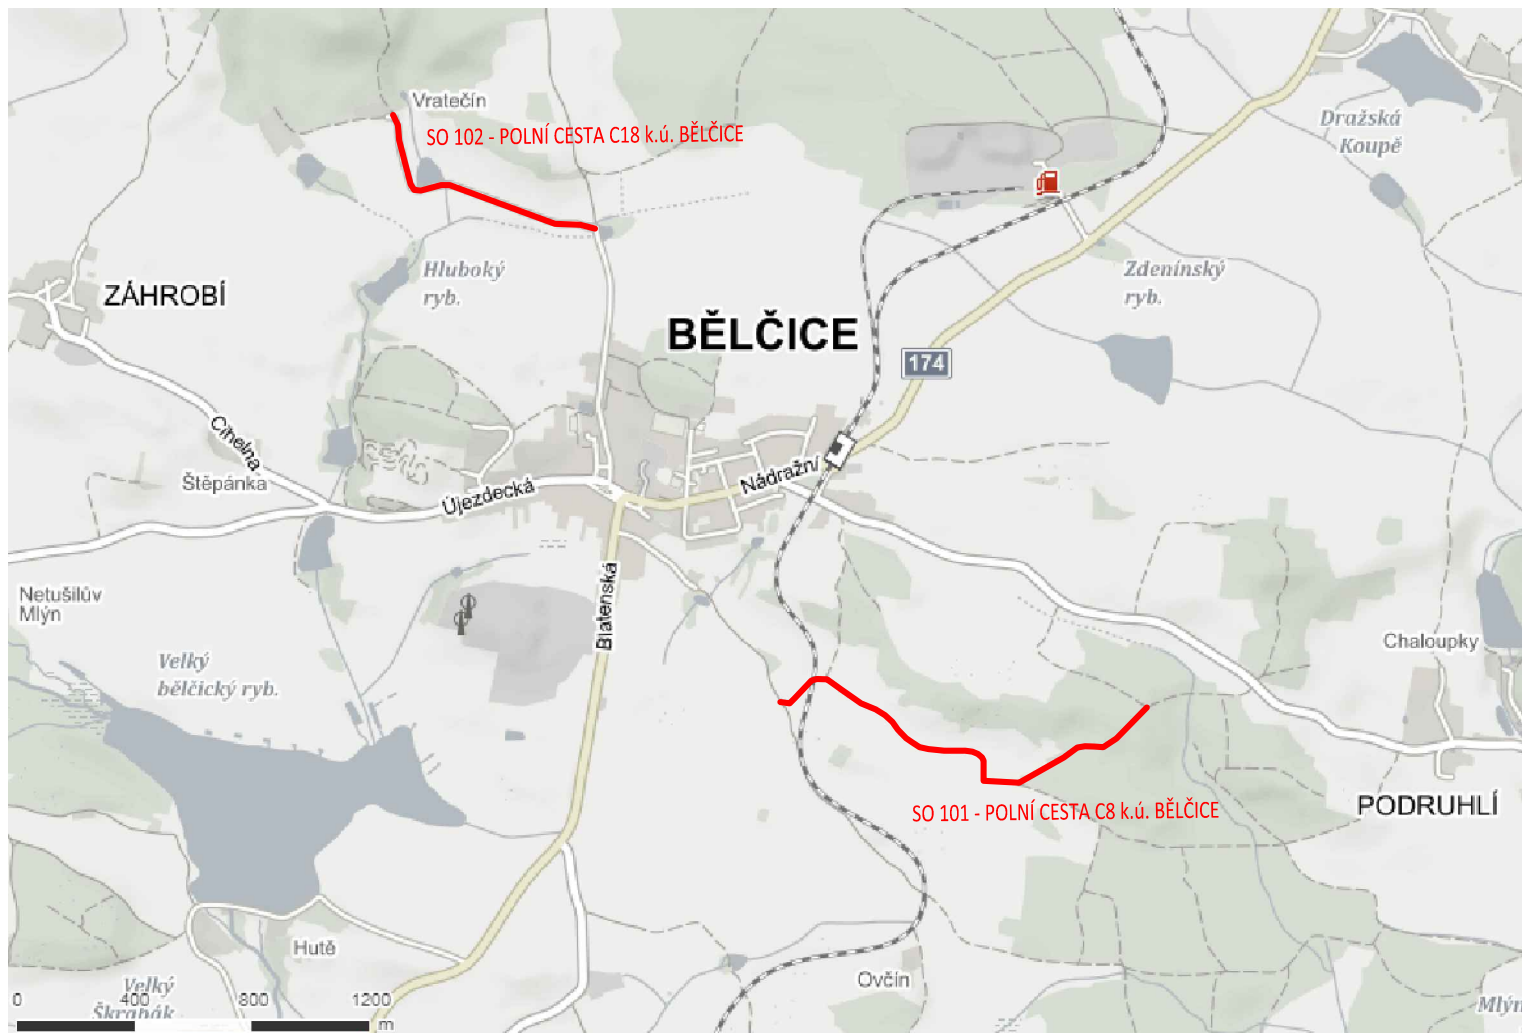 Vratečín
SO 102 - POLNÍ CESTA C18 k.ú. BĚLČICE
Dražská
Koupě
Hluboký
ryb.
ZÁHROBÍ
Zdenínský
ryb.
BĚLČICE
174
Cihelna
Štěpánka
Újezdecká
Nádražní
Netušilův
Mlýn
Blatenská
Chaloupky
Velký
bělčický ryb.
SO 101 - POLNÍ CESTA C8 k.ú. BĚLČICE
PODRUHLÍ
Hutě
Ovčín
Velký
Škrabák
Mlýn
0 400 800 1200
m